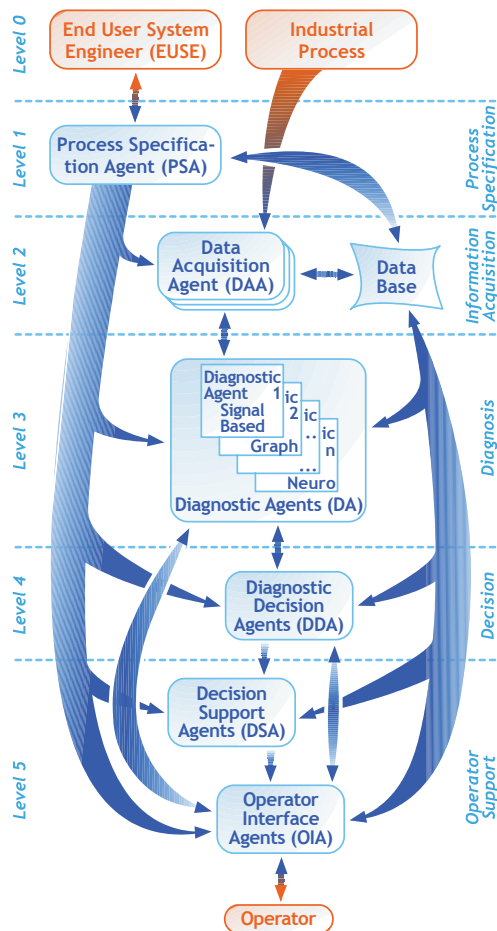 Level 0
End User System
Engineer (EUSE)
Industrial
Process
Level 1
Process Specifica-
tion Agent (PSA)
Process
Specification
Level 2
Data
Acquisition
Agent (DAA)
Data
Base
Information
Acquisition
Level 3
Diagnostic
Agent 1
Signal
Based
ic
2
Graph
ic
..
...
ic
n
Neuro
Diagnostic Agents (DA)
Diagnosis
Level 4
Diagnostic
Decision
Agents (DDA)
Decision
Level 5
Decision
Support
Agents (DSA)
Operator
Interface
Agents (OIA)
Operator
Support
Operator